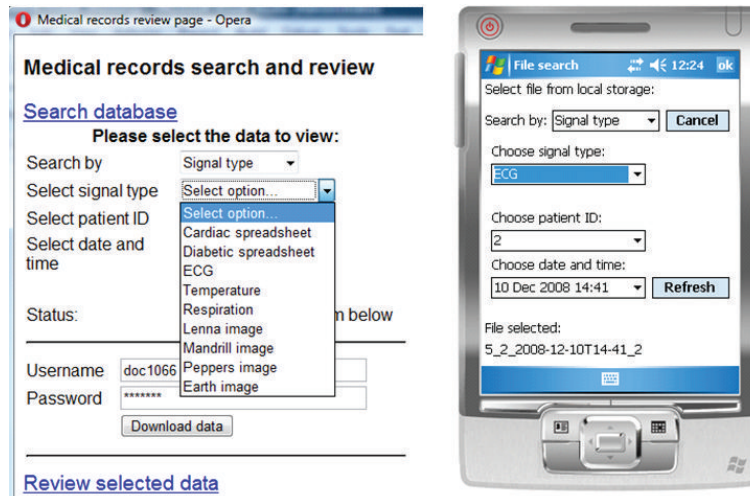 Medical records review page - Opera
Medical records search and review
Search database
Please select the data to view:
Search by Signal type
Select signal type Select option...
Select option...
Cardiac spreadsheet
Diabetic spreadsheet
ECG
Temperature
Respiration
Lenna image
Mandrill image
Peppers image
Earth image
Select patient ID
Select date and
time
Status: m below
Username doc1066
Password *******
Download data
Review selected data
File search 12:24 ok
Select file from local storage:
Search by: Signal type Cancel
Choose signal type:
ECG
Choose patient ID:
2
Choose date and time:
10 Dec 2008 14:41 Refresh
File selected:
5_2_2008-12-10T14-41_2